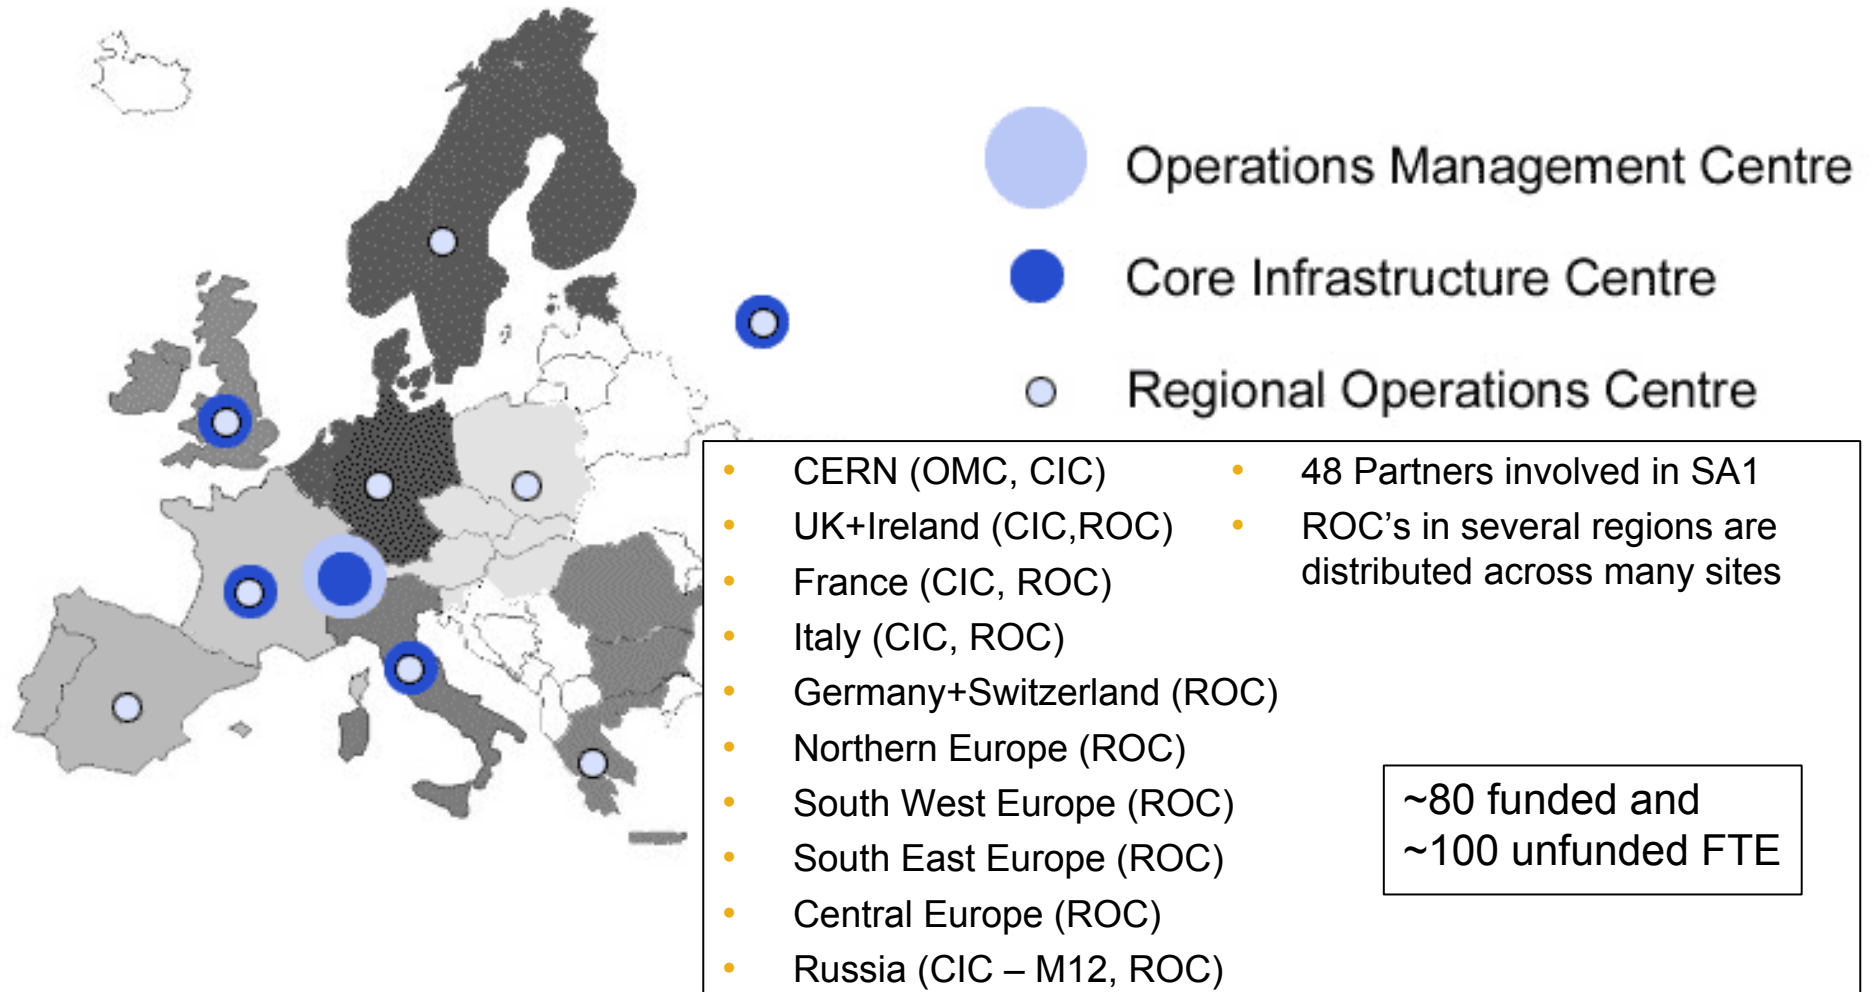 Operations Management Centre
Core Infrastructure Centre
Regional Operations Centre
• CERN (OMC, CIC)
• UK+Ireland (CIC,ROC)
• France (CIC, ROC)
• Italy (CIC, ROC)
• Germany+Switzerland (ROC)
• Northern Europe (ROC)
• South West Europe (ROC)
• South East Europe (ROC)
• Central Europe (ROC)
• Russia (CIC – M12, ROC)
• 48 Partners involved in SA1
• ROC’s in several regions are
distributed across many sites
~80 funded and
~100 unfunded FTE